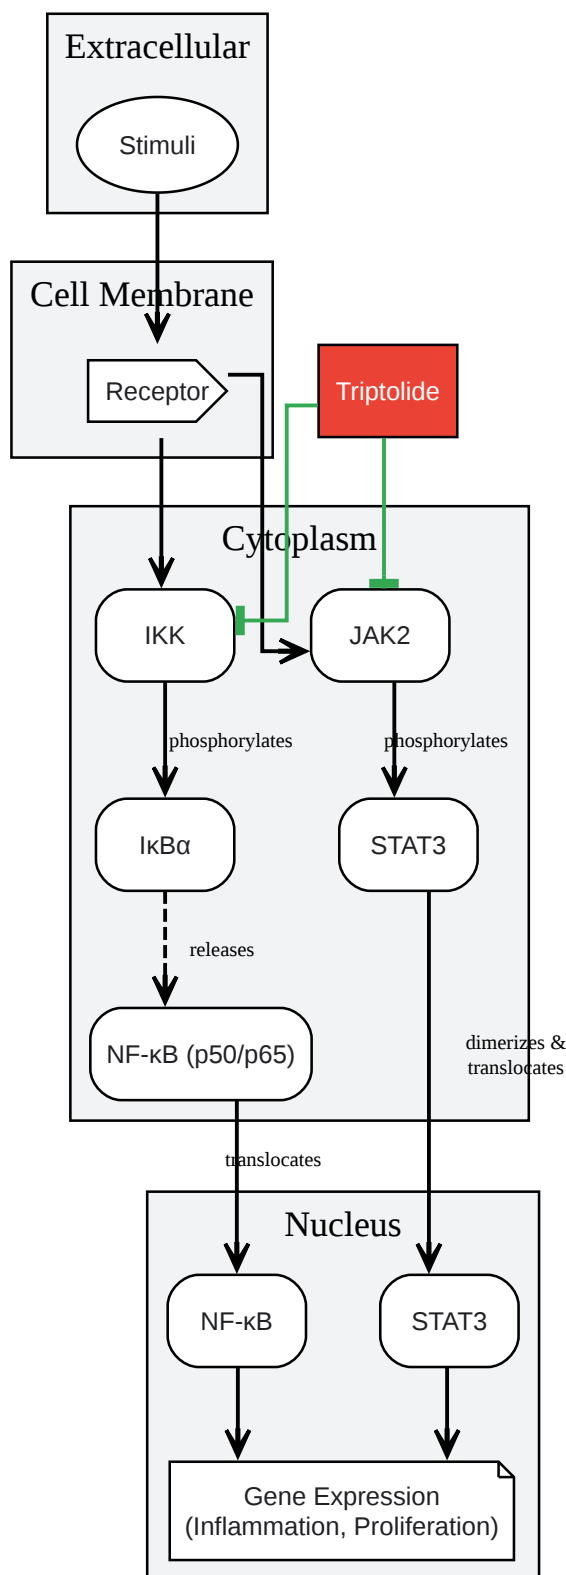 Extracellular
Stimuli
Cell Membrane
Receptor
Triptolide
Cytoplasm
IKK
JAK2
phosphorylates
phosphorylates
IκBα
STAT3
releases
NF-κB (p50/p65)
dimerizes &
translocates
translocates
Nucleus
NF-κB
STAT3
Gene Expression
(Inflammation, Proliferation)